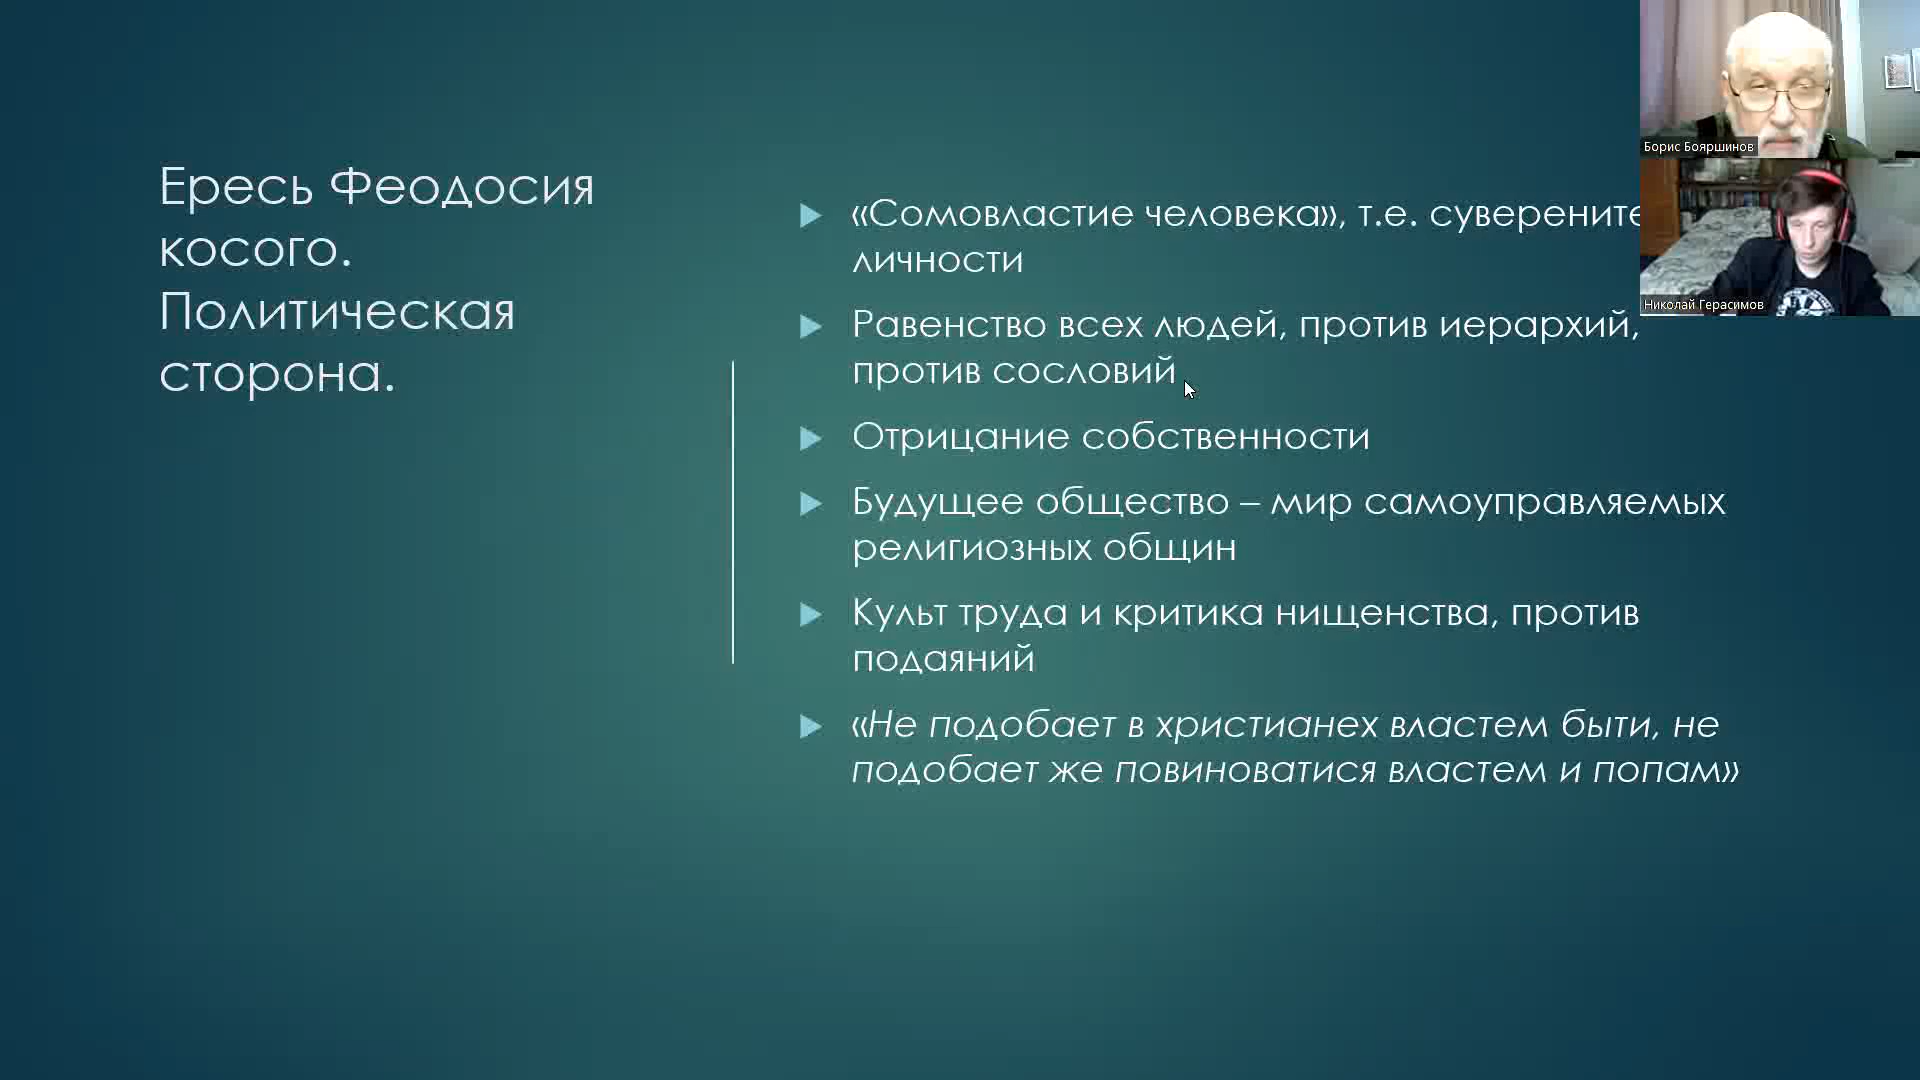 Ересь Феодосия
косого.
Политическая
сторона.
«Сомовластие человека», т.е.
личности
Равенство всех людей, против иерархий,
против сословий
Отрицание собственности
Будущее общество – мир самоуправляемых
религиозных общин
Культ труда и критика нищенства, против
подаяний
«Не подобает в христианех властем быти, не
подобает же повиноватися властем и попам»
Борис Бояршинов
Николай Герасимов